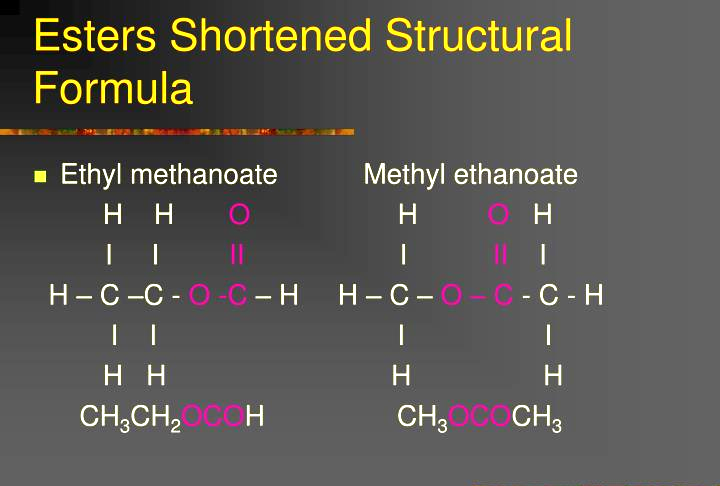 Esters Shortened Structural
Formula
Ethyl methanoate Methyl ethanoate
H H O H O H
I I II I II I
H – C –C - O -C – H H – C – O – C - C - H
I I I I
H H H H
CH₃CH₂OCOH CH₃OCOCH₃